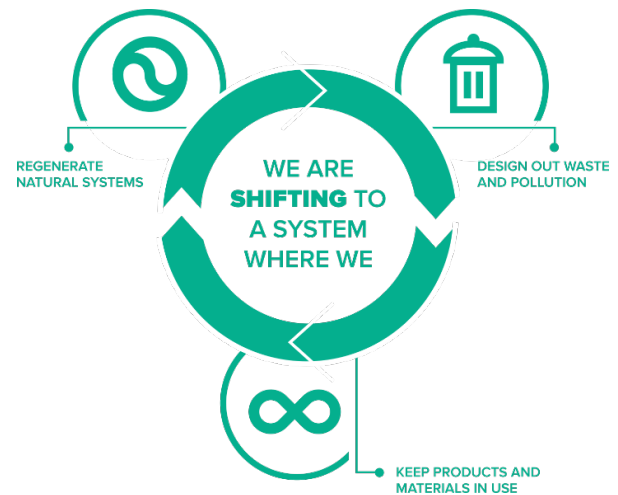 WE ARE
SHIFTING TO
A SYSTEM
WHERE WE
REGENERATE
NATURAL SYSTEMS
DESIGN OUT WASTE
AND POLLUTION
KEEP PRODUCTS AND
MATERIALS IN USE